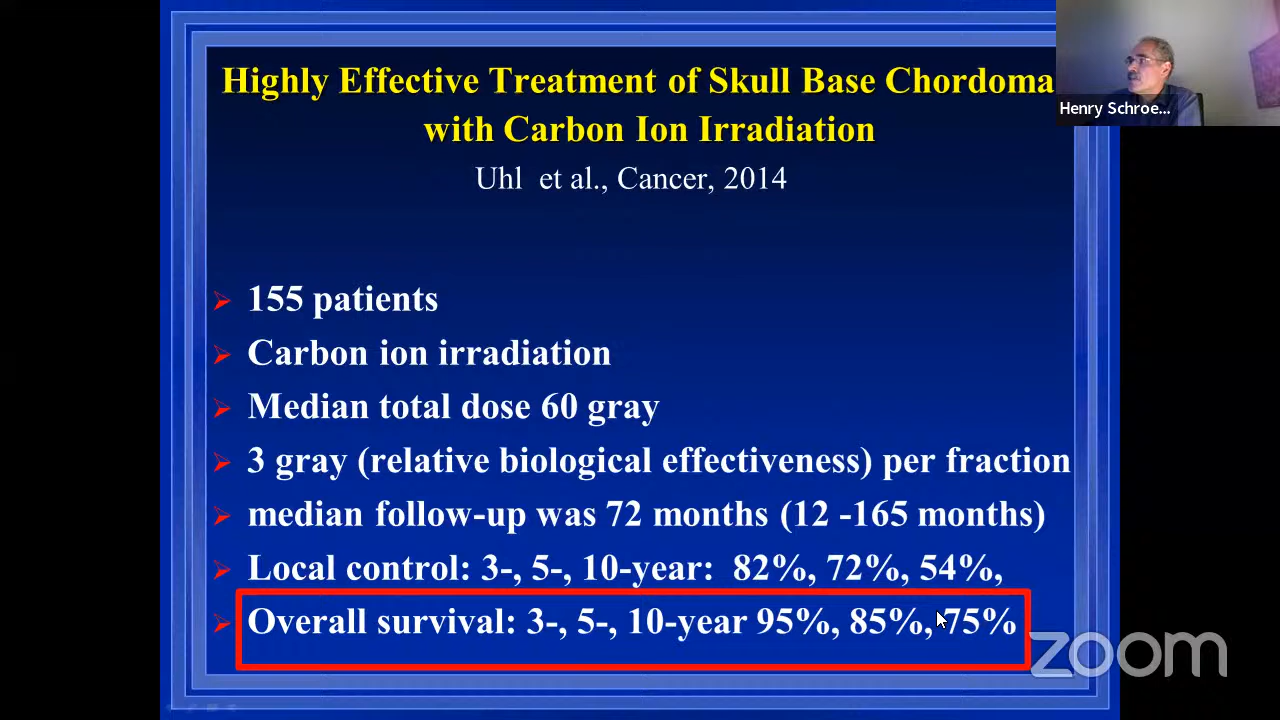 Highly Effective Treatment of Skull Base Chordoma
with Carbon Ion Irradiation
Uhl et al., Cancer, 2014
Henry Schroe...
155 patients
Carbon ion irradiation
Median total dose 60 gray
3 gray (relative biological effectiveness) per fraction
median follow-up was 72 months (12 -165 months)
Local control: 3-, 5-, 10-year: 82%, 72%, 54%,
Overall survival: 3-, 5-, 10-year 95%, 85%, 75%
zoom